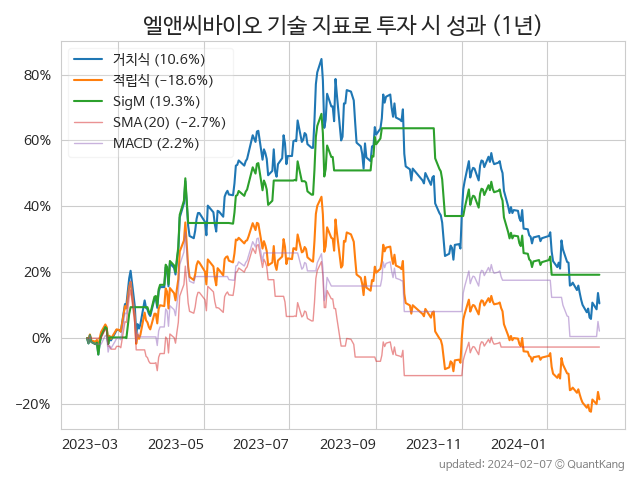 엘앤씨바이오 기술 지표로 투자 시 성과 (1년)
거치식 (10.6%)
적립식 (−18.6%)
SigM (19.3%)
SMA(20) (−2.7%)
MACD (2.2%)
80%
60%
40%
20%
0%
−20%
2023-03 2023-05 2023-07 2023-09 2023-11 2024-01
updated: 2024-02-07 © QuantKang